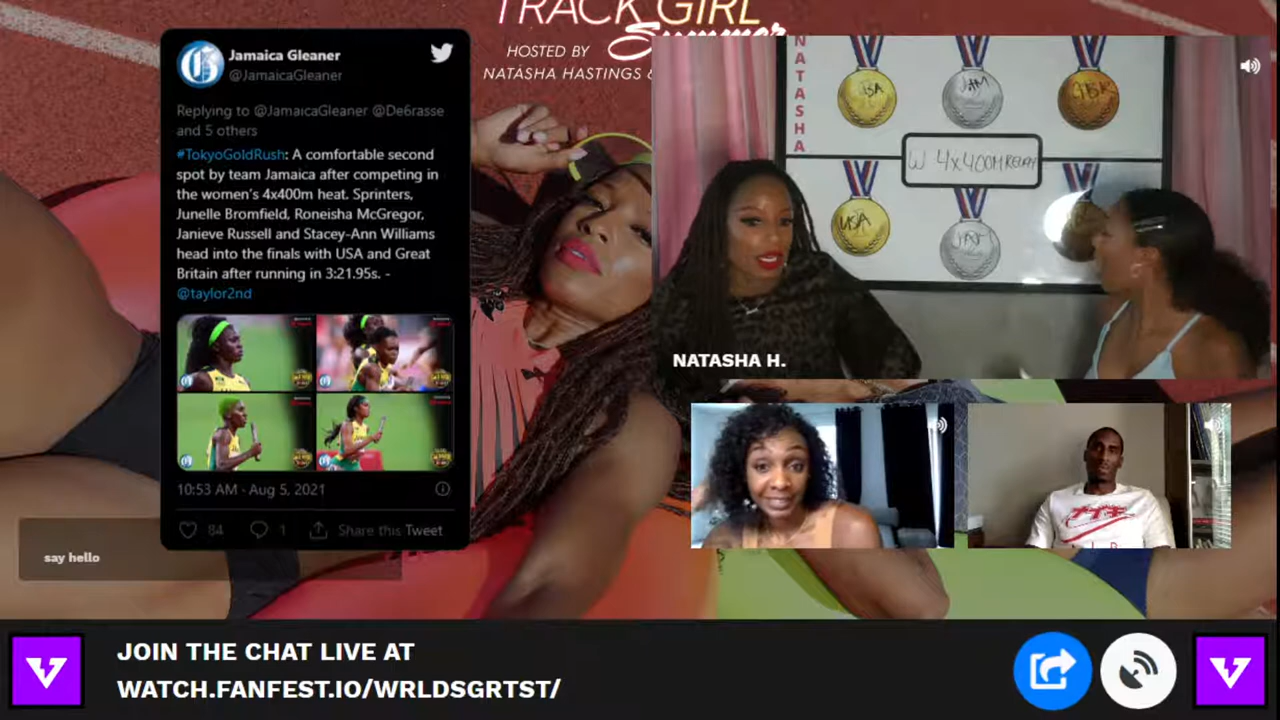 TRACK GIRL
Summer
HOSTED BY
NATASHA HASTINGS &
Jamaica Gleaner
@JamaicaGleaner
Replying to @JamaicaGleaner @De6rasse
and 5 others
#TokyoGoldRush: A comfortable second
spot by team Jamaica after competing in
the women's 4x400m heat. Sprinters,
Junelle Bromfield, Roneisha McGregor,
Janieve Russell and Stacey-Ann Williams
head into the finals with USA and Great
Britain after running in 3:21.95s. -
@taylor2nd
10:53 AM - Aug 5, 2021
84
1
Share this Tweet
say hello
NATASHA
JAM
W 4x400M RELAY
USA
NATASHA H.
JOIN THE CHAT LIVE AT
WATCH.FANFEST.IO/WRLDSGRTST/